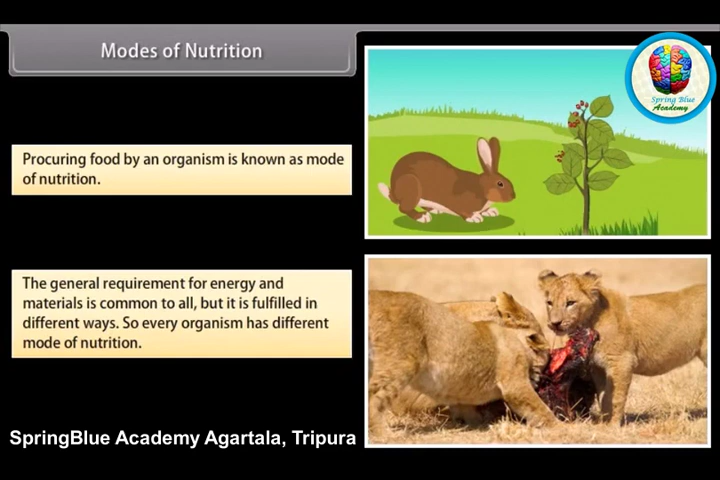 Modes of Nutrition
Spring Blue
Academy
Procuring food by an organism is known as mode
of nutrition.
The general requirement for energy and
materials is common to all, but it is fulfilled in
different ways. So every organism has different
mode of nutrition.
SpringBlue Academy Agartala, Tripura